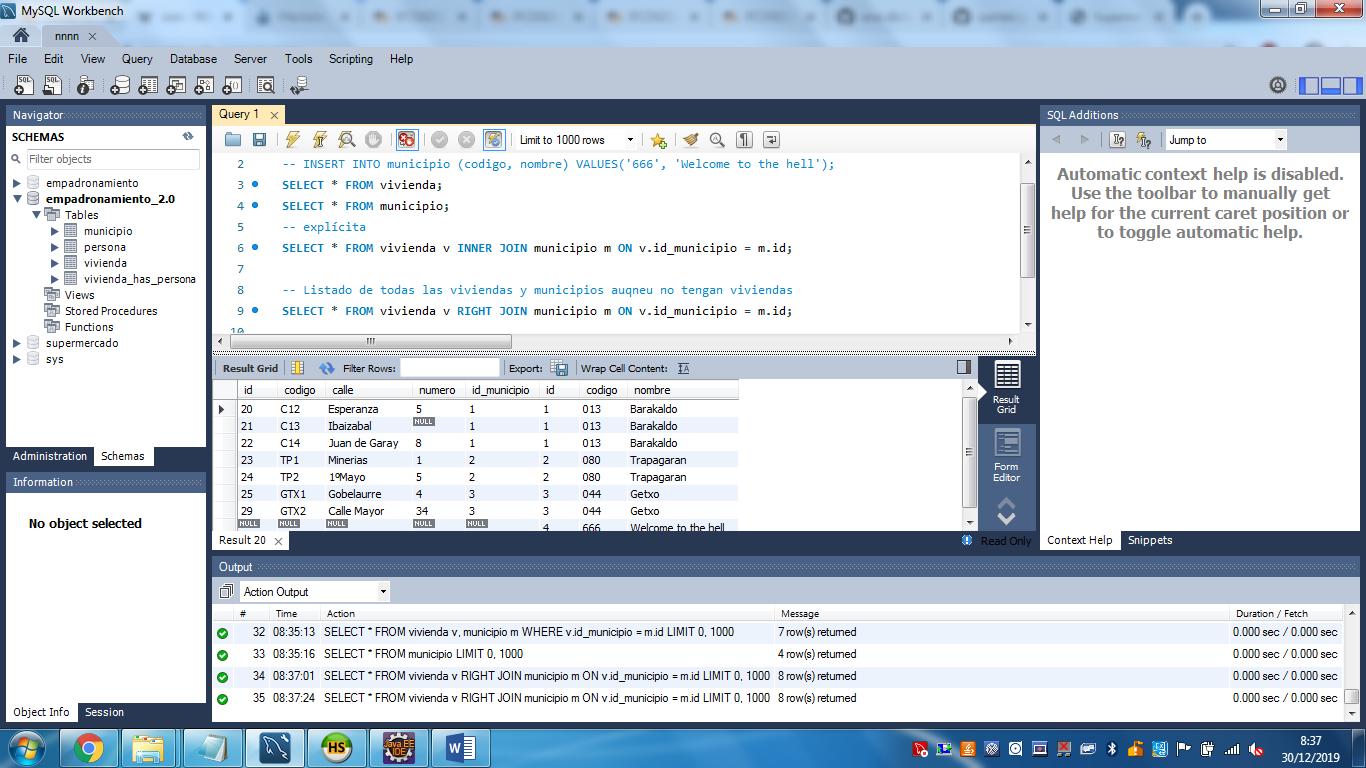 MySQL Workbench
nnnn
File Edit View Query Database Server Tools Scripting Help
Navigator
SCHEMAS
Filter objects
empadronamiento
empadronamiento_2.0
Tables
municipio
persona
vivienda
vivienda_has_persona
Views
Stored Procedures
Functions
supermercado
sys
Administration Schemas
Information
No object selected
Object Info Session
Query 1
Limit to 1000 rows
2 -- INSERT INTO municipio (codigo, nombre) VALUES('666', 'Welcome to the hell');
3 SELECT * FROM vivienda;
4 SELECT * FROM municipio;
5 -- explícita
6 SELECT * FROM vivienda v INNER JOIN municipio m ON v.id_municipio = m.id;
7
8 -- Listado de todas las viviendas y municipios auqneu no tengan viviendas
9 SELECT * FROM vivienda v RIGHT JOIN municipio m ON v.id_municipio = m.id;
10
Result Grid Filter Rows: Export: Wrap Cell Content:
id codigo calle numero id_municipio id codigo nombre
20 C12 Esperanza 5 1 1 013 Barakaldo
21 C13 Ibaizabal NULL 1 1 013 Barakaldo
22 C14 Juan de Garay 8 1 1 013 Barakaldo
23 TP1 Minerias 1 2 2 080 Trapagaran
24 TP2 1ºMayo 5 2 2 080 Trapagaran
25 GTX1 Gobelaurre 4 3 3 044 Getxo
29 GTX2 Calle Mayor 34 3 3 044 Getxo
NULL NULL NULL NULL NULL 4 666 Welcome to the hell
Result Grid
Form Editor
Result 20
Read Only
SQL Additions
Jump to
Automatic context help is disabled.
Use the toolbar to manually get
help for the current caret position or
to toggle automatic help.
Context Help Snippets
Output
Action Output
# Time Action Message Duration / Fetch
32 08:35:13 SELECT * FROM vivienda v, municipio m WHERE v.id_municipio = m.id LIMIT 0, 1000 7 row(s) returned 0.000 sec / 0.000 sec
33 08:35:16 SELECT * FROM municipio LIMIT 0, 1000 4 row(s) returned 0.000 sec / 0.000 sec
34 08:37:01 SELECT * FROM vivienda v RIGHT JOIN municipio m ON v.id_municipio = m.id LIMIT 0, 1000 8 row(s) returned 0.000 sec / 0.000 sec
35 08:37:24 SELECT * FROM vivienda v RIGHT JOIN municipio m ON v.id_municipio = m.id LIMIT 0, 1000 8 row(s) returned 0.000 sec / 0.000 sec
HS
Java EE
IDE
W
8:37
30/12/2019